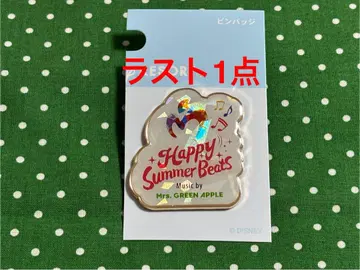 ピンバッジ
RESOR
ラスト1点
Happy
Summer Beats
Music by
Mrs. GREEN APPLE
© DISNEY